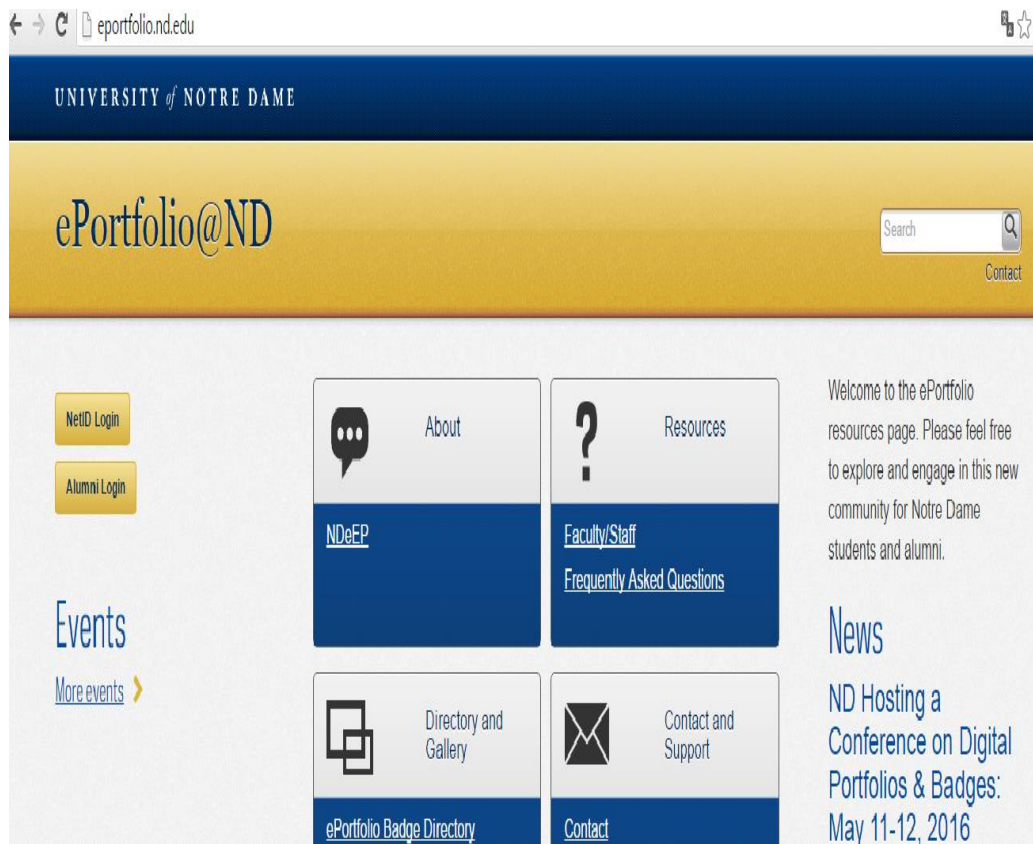 eportfolio.nd.edu
UNIVERSITY of NOTRE DAME
ePortfolio@ND
Search
Contact
NetID Login
Alumni Login
Events
More events
About
NDeEP
Resources
Faculty/Staff
Frequently Asked Questions
Directory and
Gallery
ePortfolio Badge Directory
Contact and
Support
Contact
Welcome to the ePortfolio
resources page. Please feel free
to explore and engage in this new
community for Notre Dame
students and alumni.
News
ND Hosting a
Conference on Digital
Portfolios & Badges:
May 11-12, 2016